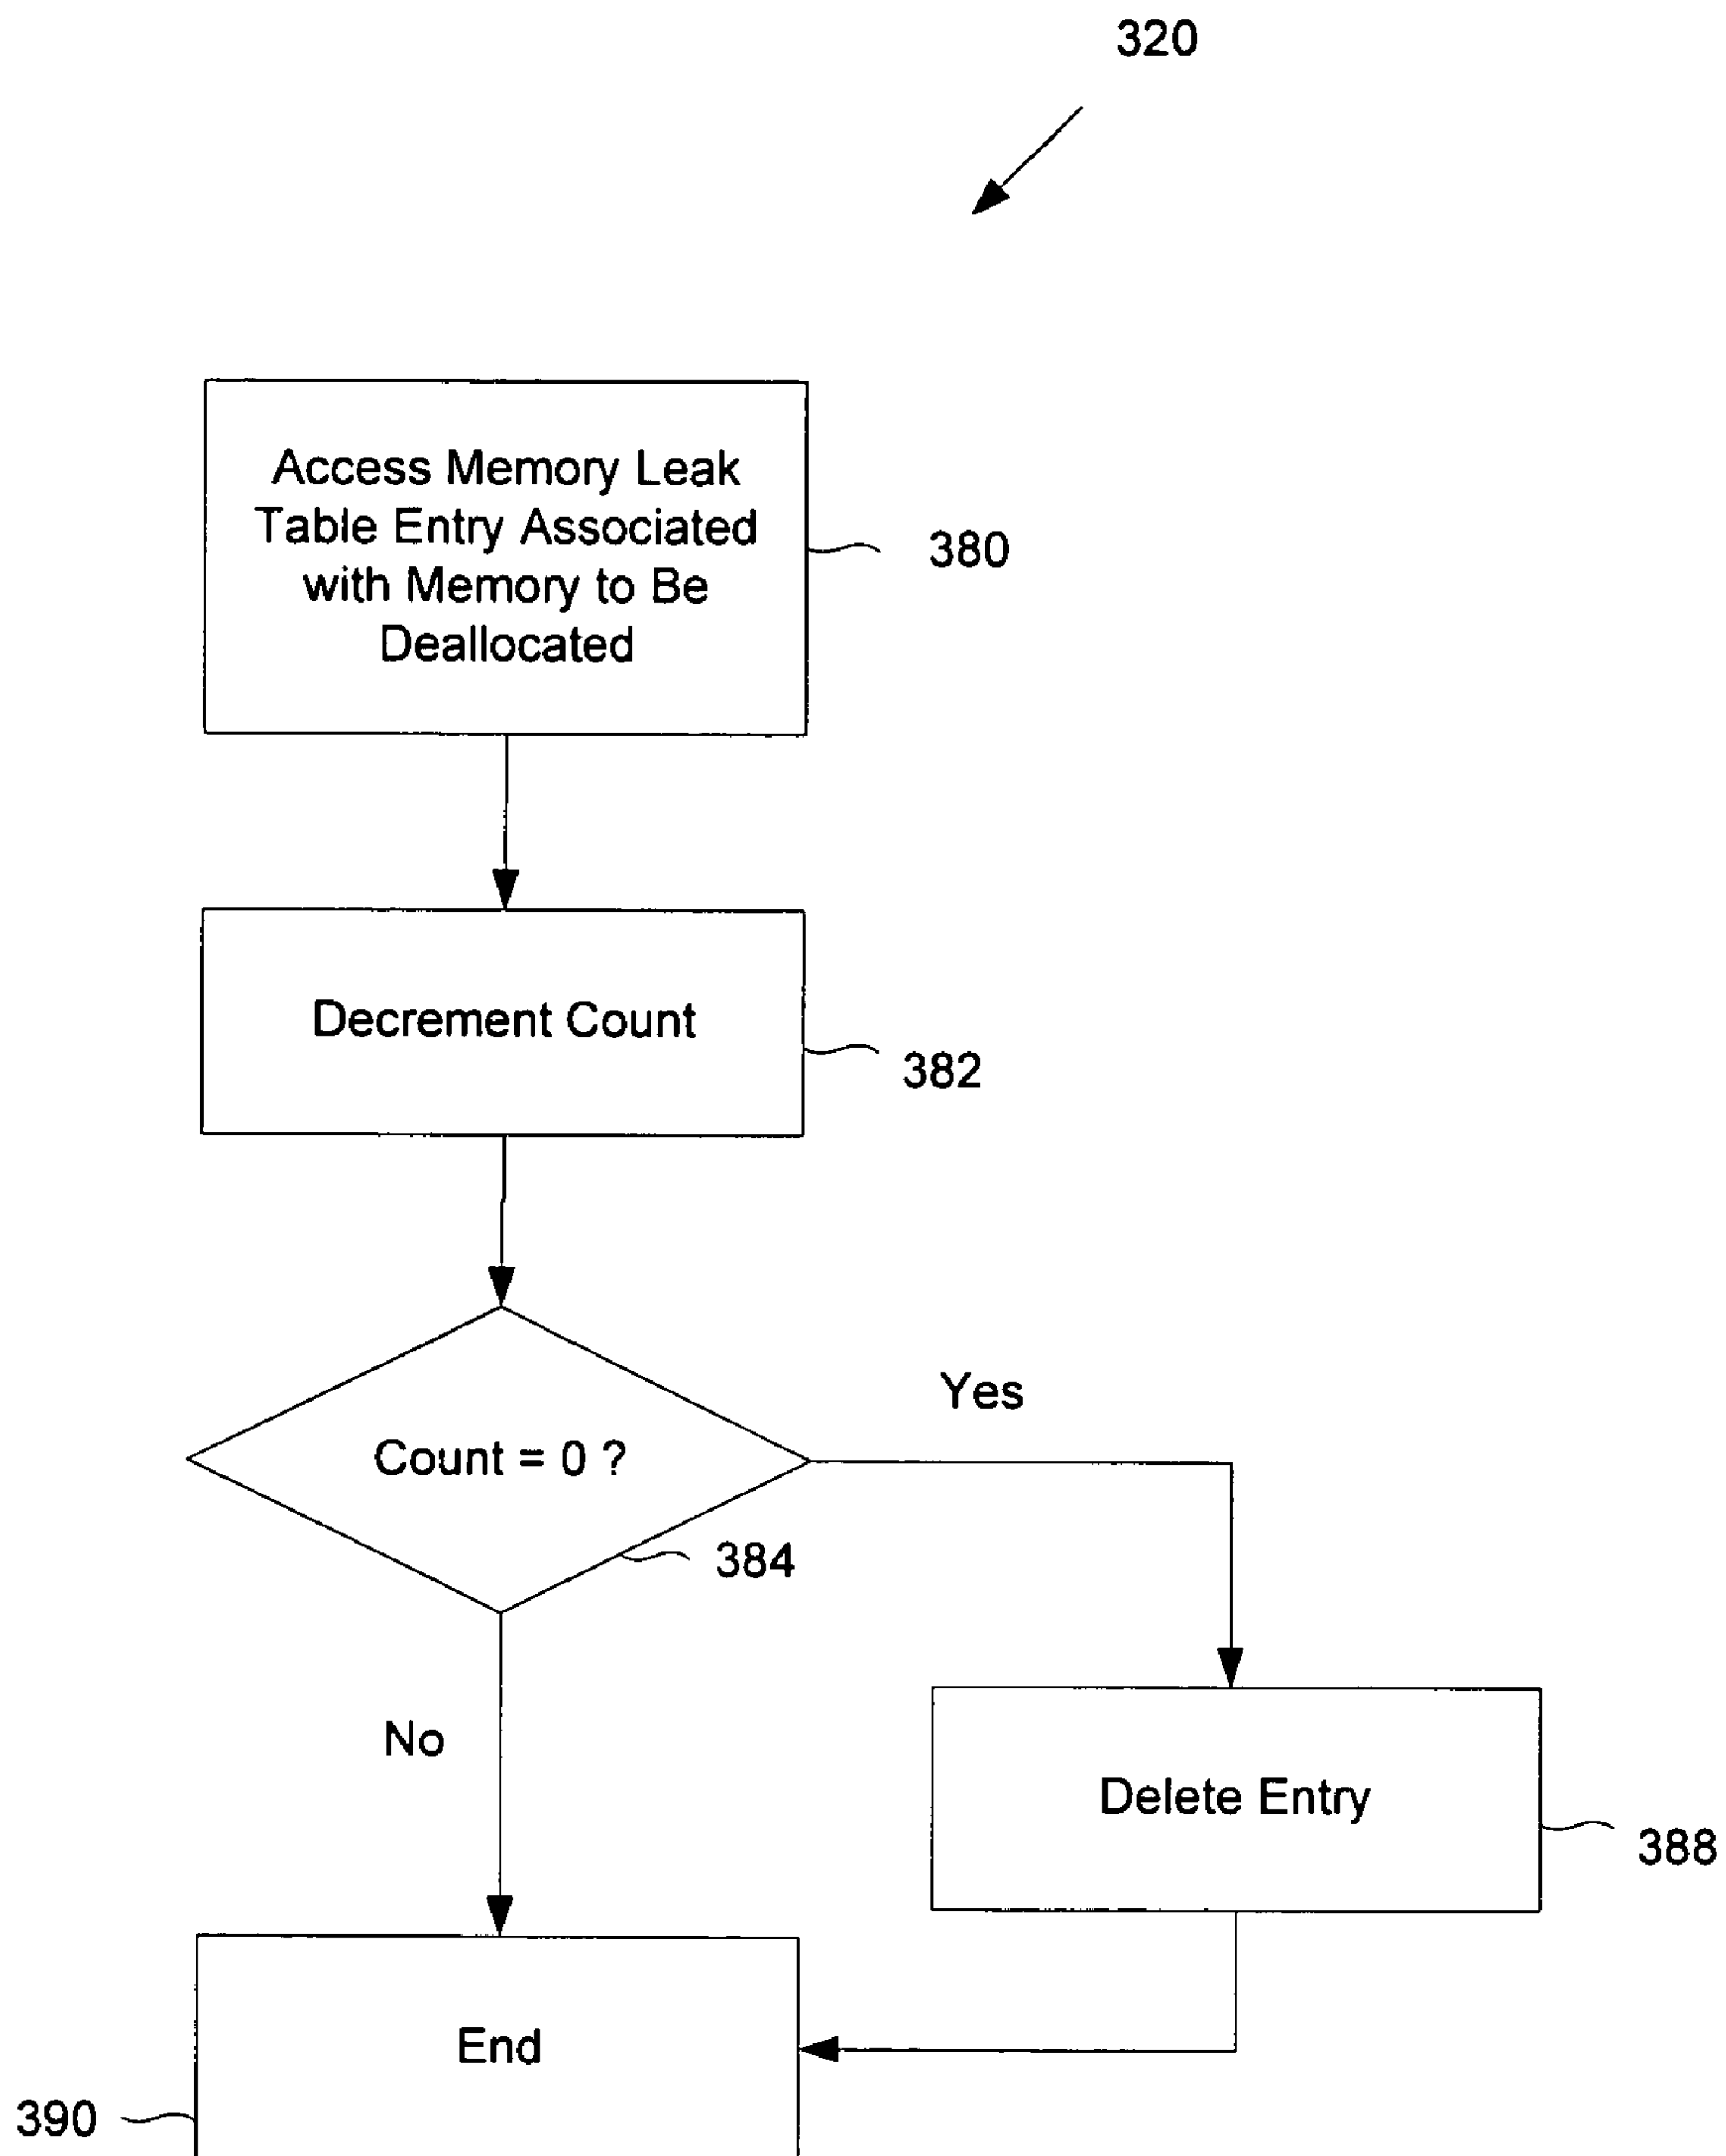 320
Access Memory Leak
Table Entry Associated
with Memory to Be
Deallocated
380
Decrement Count
382
Yes
Count = 0 ?
384
No
Delete Entry
388
End
390